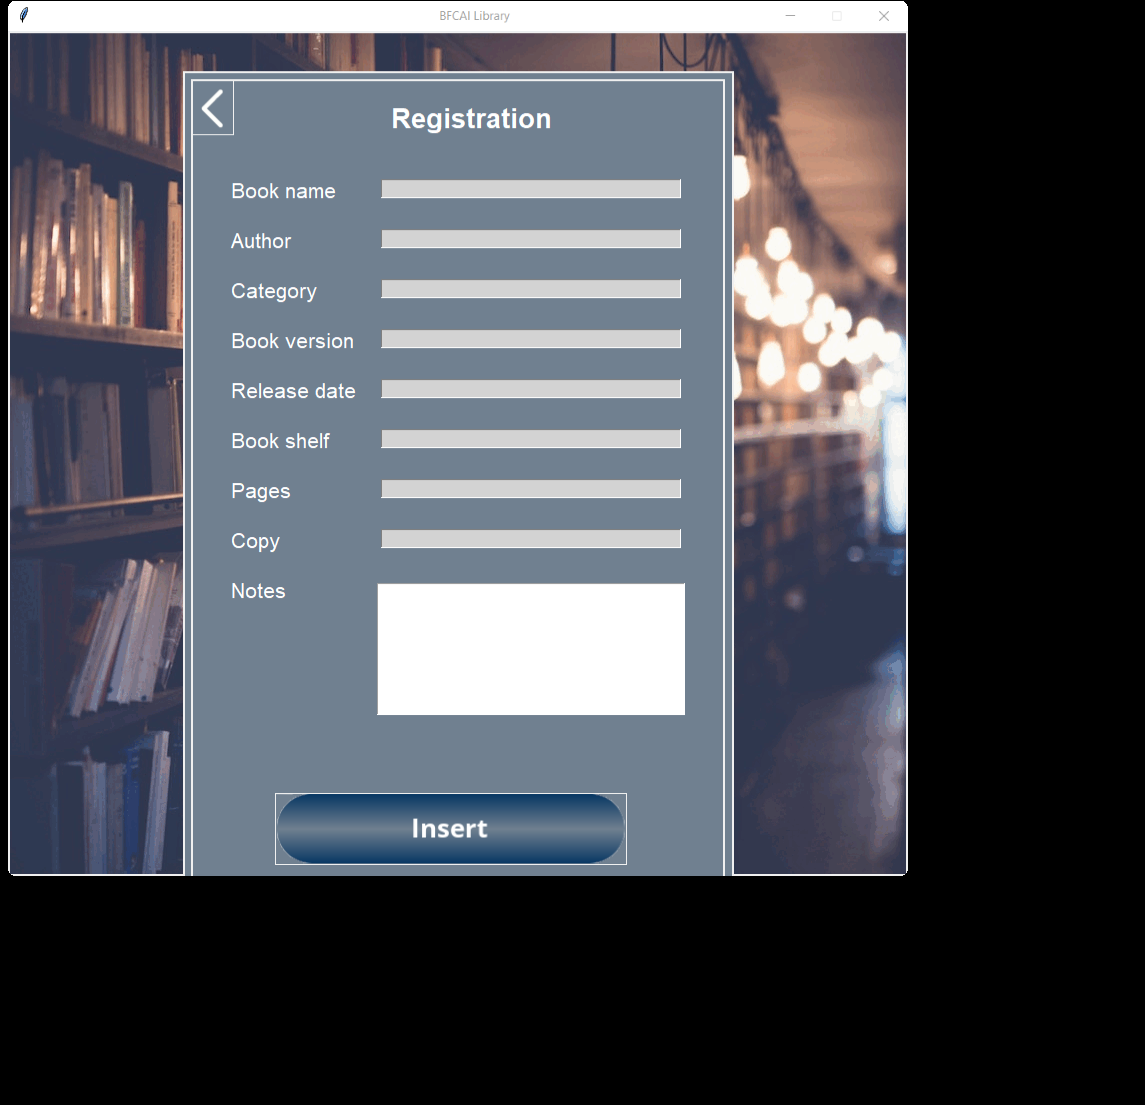 BFCAI Library
Registration
Book name
Author
Category
Book version
Release date
Book shelf
Pages
Copy
Notes
Insert